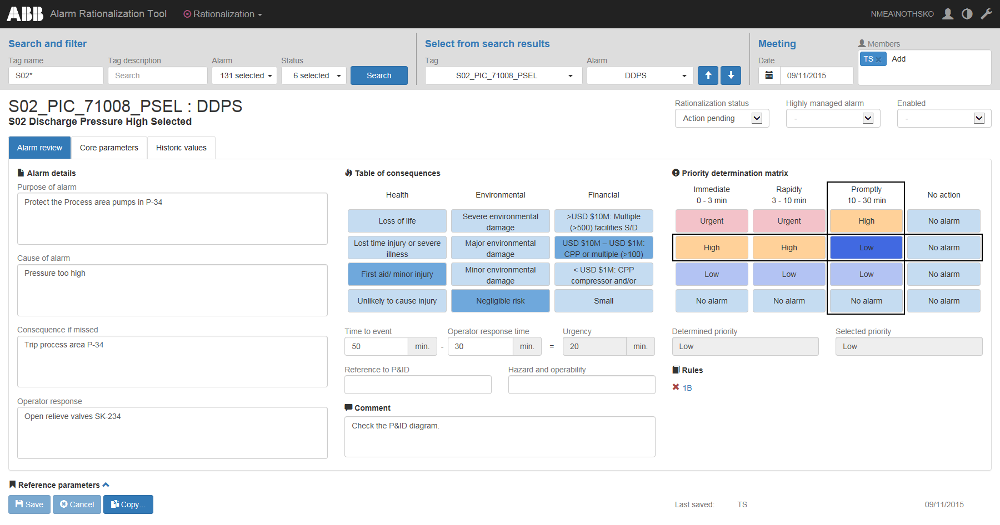 ABB Alarm Rationalization Tool Rationalization NMEA\NOTHSKO
Search and filter
Tag name Tag description Alarm Status
S02* Search 131 selected 6 selected Search
Select from search results
Tag Alarm
S02_PIC_71008_PSEL DDPS
Meeting
Date Members
09/11/2015 TS Add
S02_PIC_71008_PSEL : DDPS
S02 Discharge Pressure High Selected
Rationalization status Highly managed alarm Enabled
Action pending - -
Alarm review Core parameters Historic values
Alarm details
Purpose of alarm
Protect the Process area pumps in P-34
Cause of alarm
Pressure too high
Consequence if missed
Trip process area P-34
Operator response
Open relieve valves SK-234
Table of consequences
Health Environmental Financial
Loss of life
Severe environmental
damage
>USD $10M: Multiple
(>500) facilities S/D
Lost time injury or severe
illness
Major environmental
damage
USD $10M – USD $1M:
CPP or multiple (>100)
First aid/ minor injury
Minor environmental
damage
< USD $1M: CPP
compressor and/or
Unlikely to cause injury Negligible risk Small
Time to event Operator response time Urgency
50 min. - 30 min. = 20 min.
Reference to P&ID Hazard and operability
Comment
Check the P&ID diagram.
Priority determination matrix
Immediate
0 - 3 min
Rapidly
3 - 10 min
Promptly
10 - 30 min
No action
Urgent Urgent High No alarm
High High Low No alarm
Low Low Low No alarm
No alarm No alarm No alarm No alarm
Determined priority Selected priority
Low Low
Rules
1B
Reference parameters
Save Cancel Copy...
Last saved: TS 09/11/2015